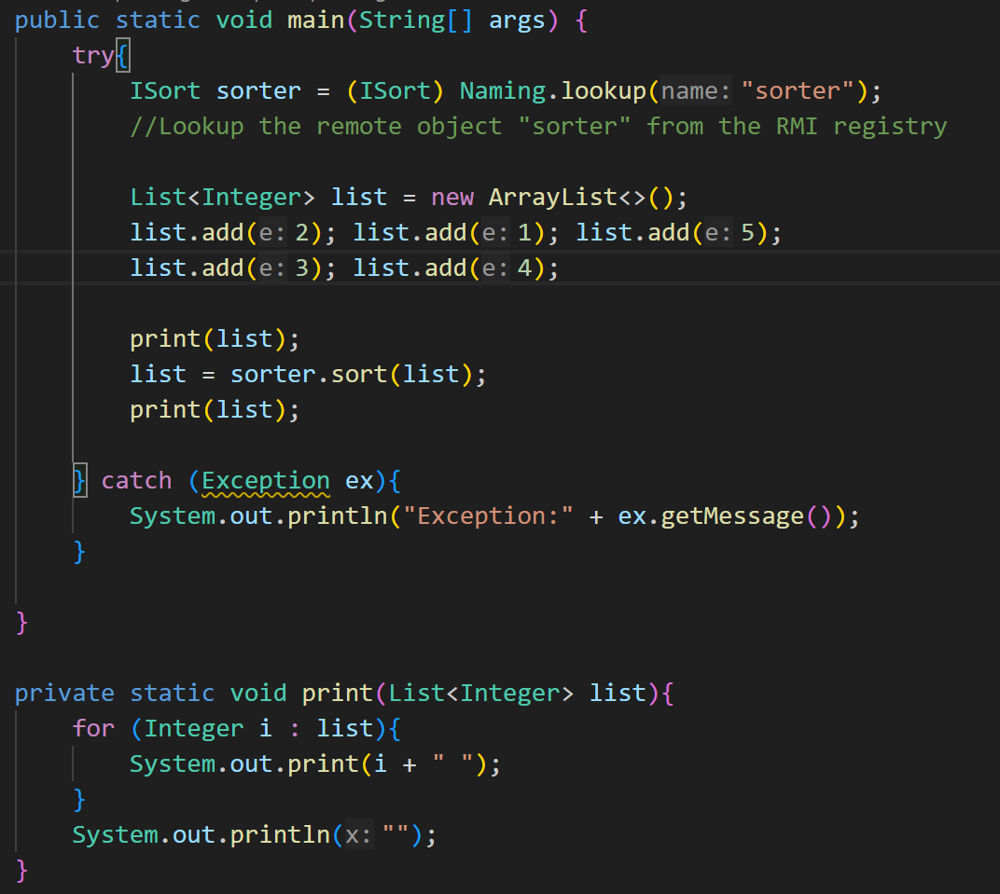 public static void main(String[] args) {
try{
ISort sorter = (ISort) Naming.lookup(name: "sorter");
//Lookup the remote object "sorter" from the RMI registry
List<Integer> list = new ArrayList<>();
list.add(e: 2); list.add(e: 1); list.add(e: 5);
list.add(e: 3); list.add(e: 4);
print(list);
list = sorter.sort(list);
print(list);
} catch (Exception ex){
System.out.println("Exception:" + ex.getMessage());
}
}
private static void print(List<Integer> list){
for (Integer i : list){
System.out.print(i + " ");
}
System.out.println(x: "");
}